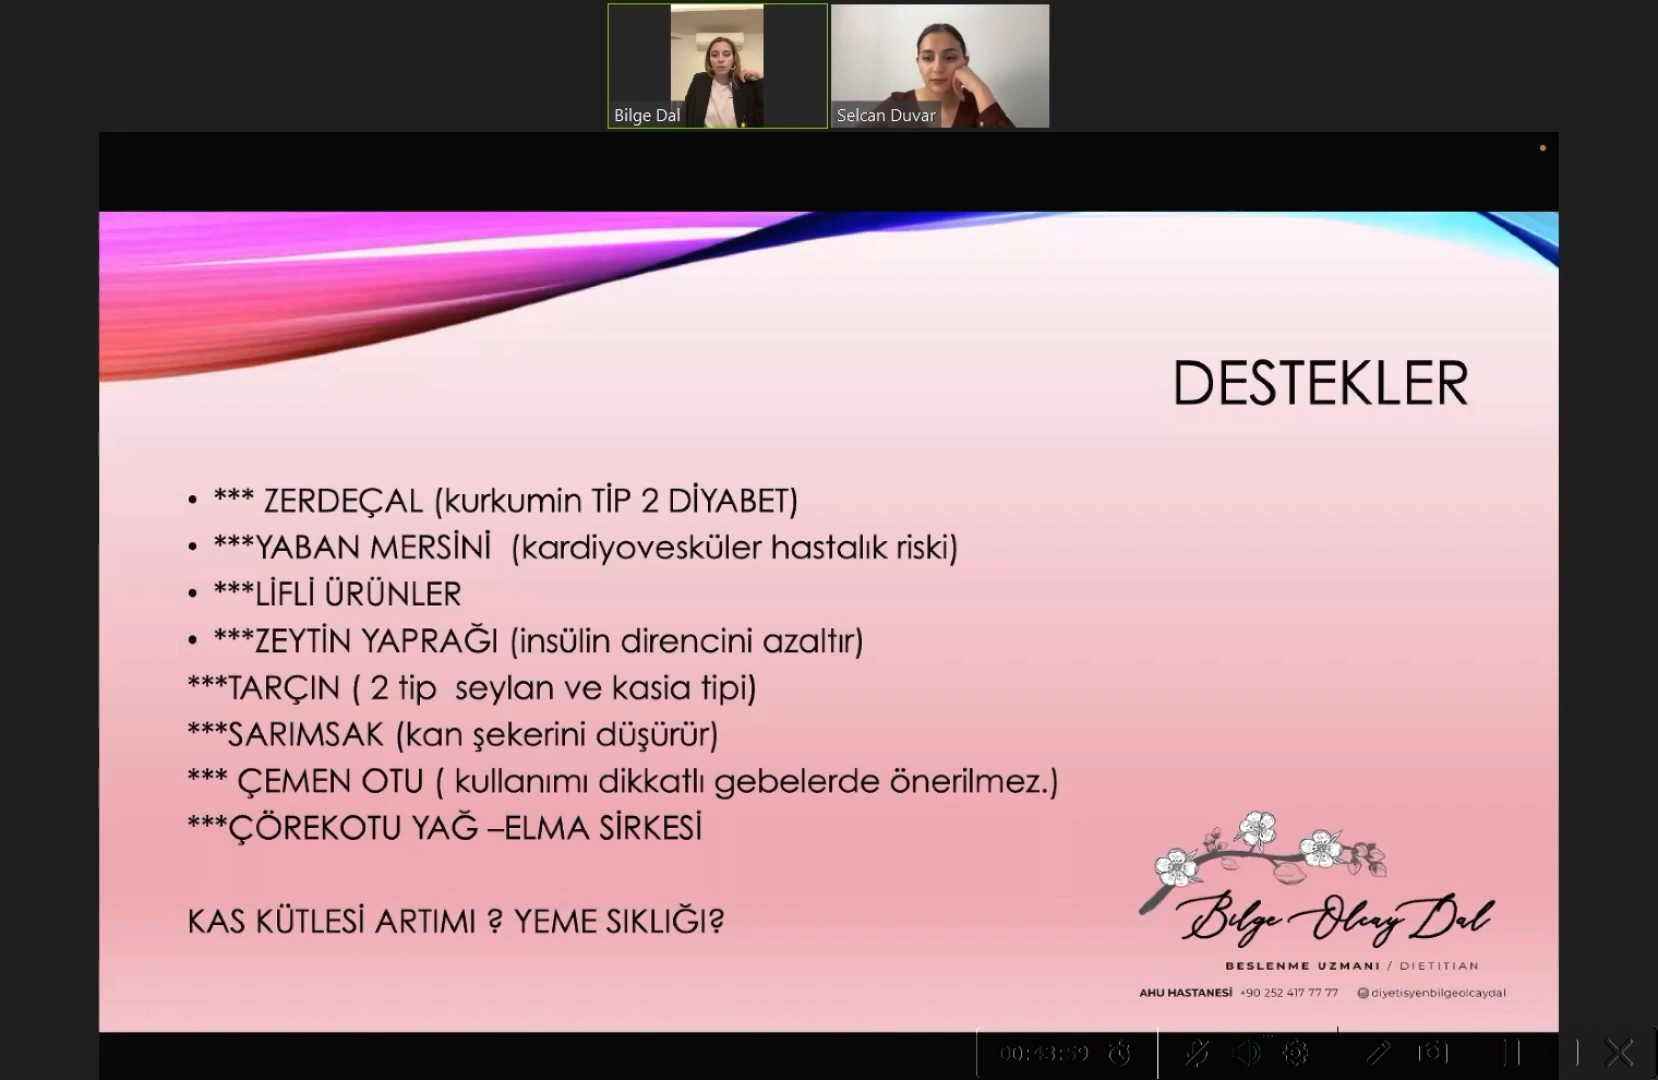 Bilge Dal
Selcan Duvar
DESTEKLER
• *** ZERDEÇAL (kurkumin TİP 2 DİYABET)
• ***YABAN MERSİNİ (kardiyovesküler hastalık riski)
• ***LİFLİ ÜRÜNLER
• ***ZEYTİN YAPRAĞI (insülin direncini azaltır)
***TARÇIN ( 2 tip seylan ve kasia tipi)
***SARIMSAK (kan şekerini düşürür)
*** ÇEMEN OTU ( kullanımı dikkatlı gebelerde önerilmez.)
***ÇÖREKOTU YAĞ –ELMA SİRKESİ
KAS KÜTLESİ ARTIMI ? YEME SIKLIĞI?
Bilge Olcay Dal
BESLENME UZMANI / DIETITIAN
AHU HASTANESİ +90 252 417 77 77 diyetisyenbilgeolcaydal
00:43:59